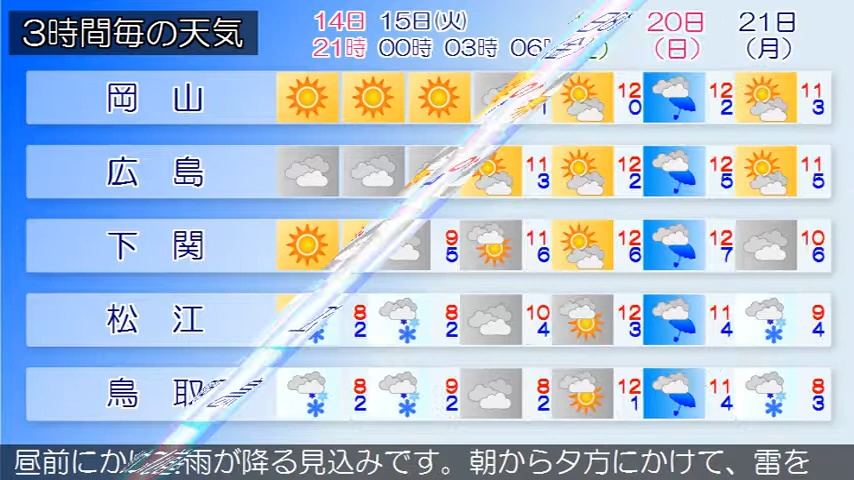 3時間毎の天気
14日 15日(火) 20日 21日
21時 00時 03時 (日) (月)
岡山 12 0 12 2 11 3
広島 11 3 12 2 12 5 11 5
下関 9 5 11 6 12 6 12 7 10 6
松江 8 2 8 2 10 4 12 3 11 4 9 4
鳥取 8 2 9 2 8 2 12 1 11 4 8 3
昼前にか 雨が降る見込みです。朝から夕方にかけて、雷を